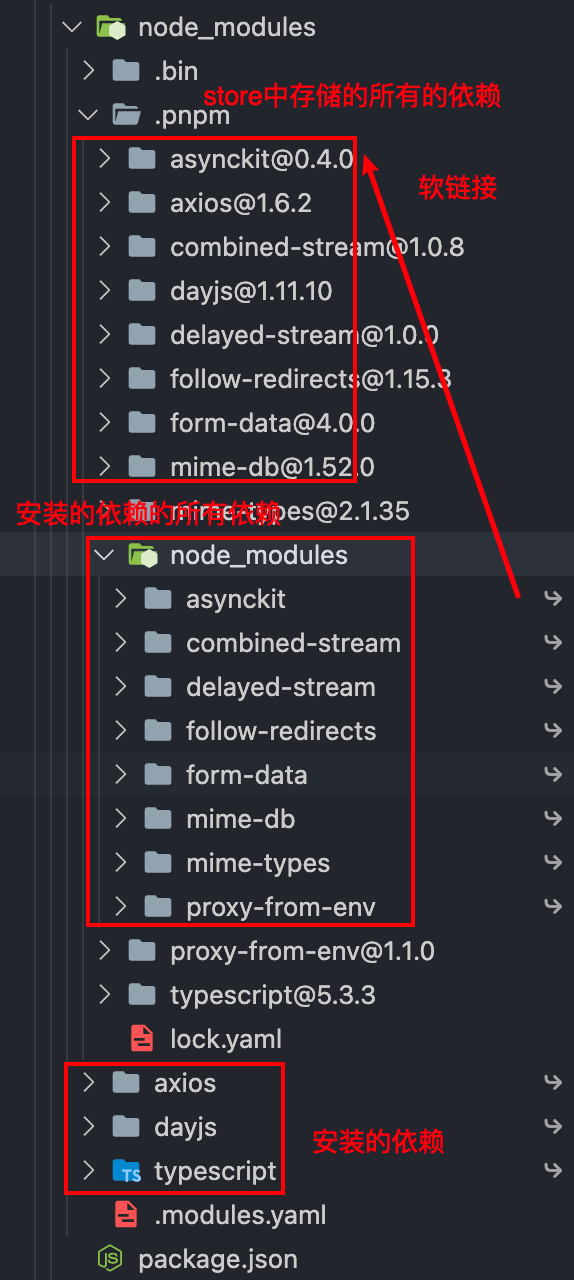 node_modules
.bin
store中存储的所有的依赖
.pnpm
asynckit@0.4.0
软链接
axios@1.6.2
combined-stream@1.0.8
dayjs@1.11.10
delayed-stream@1.0.0
follow-redirects@1.15.3
form-data@4.0.0
mime-db@1.52.0
安装的依赖的所有依赖
mime-types@2.1.35
node_modules
asynckit
combined-stream
delayed-stream
follow-redirects
form-data
mime-db
mime-types
proxy-from-env
proxy-from-env@1.1.0
typescript@5.3.3
lock.yaml
axios
dayjs
安装的依赖
TS typescript
.modules.yaml
JS package.json